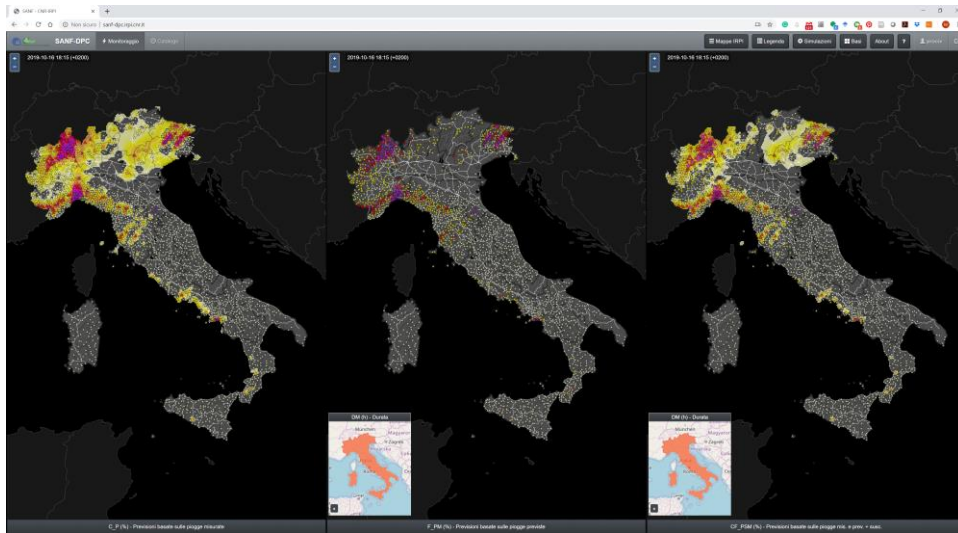 SANF - CNR IRPI
Non sicuro | sanf-dpc.irpi.cnr.it
SANF-DPC Monitoraggio Catalogo Mappe IRPI Legenda Simulazioni Basi About ?
2019-10-16 18:15 (+0200) 2019-10-16 18:15 (+0200) 2019-10-16 18:15 (+0200)
DM (h) - Durata DM (h) - Durata
München München
Zagreb Zagreb
C_P (%) - Previsioni basate sulle piogge misurate F_PM (%) - Previsioni basate sulle piogge previste CF_PSM (%) - Previsioni basate sulle piogge mis. e prev. + susc.